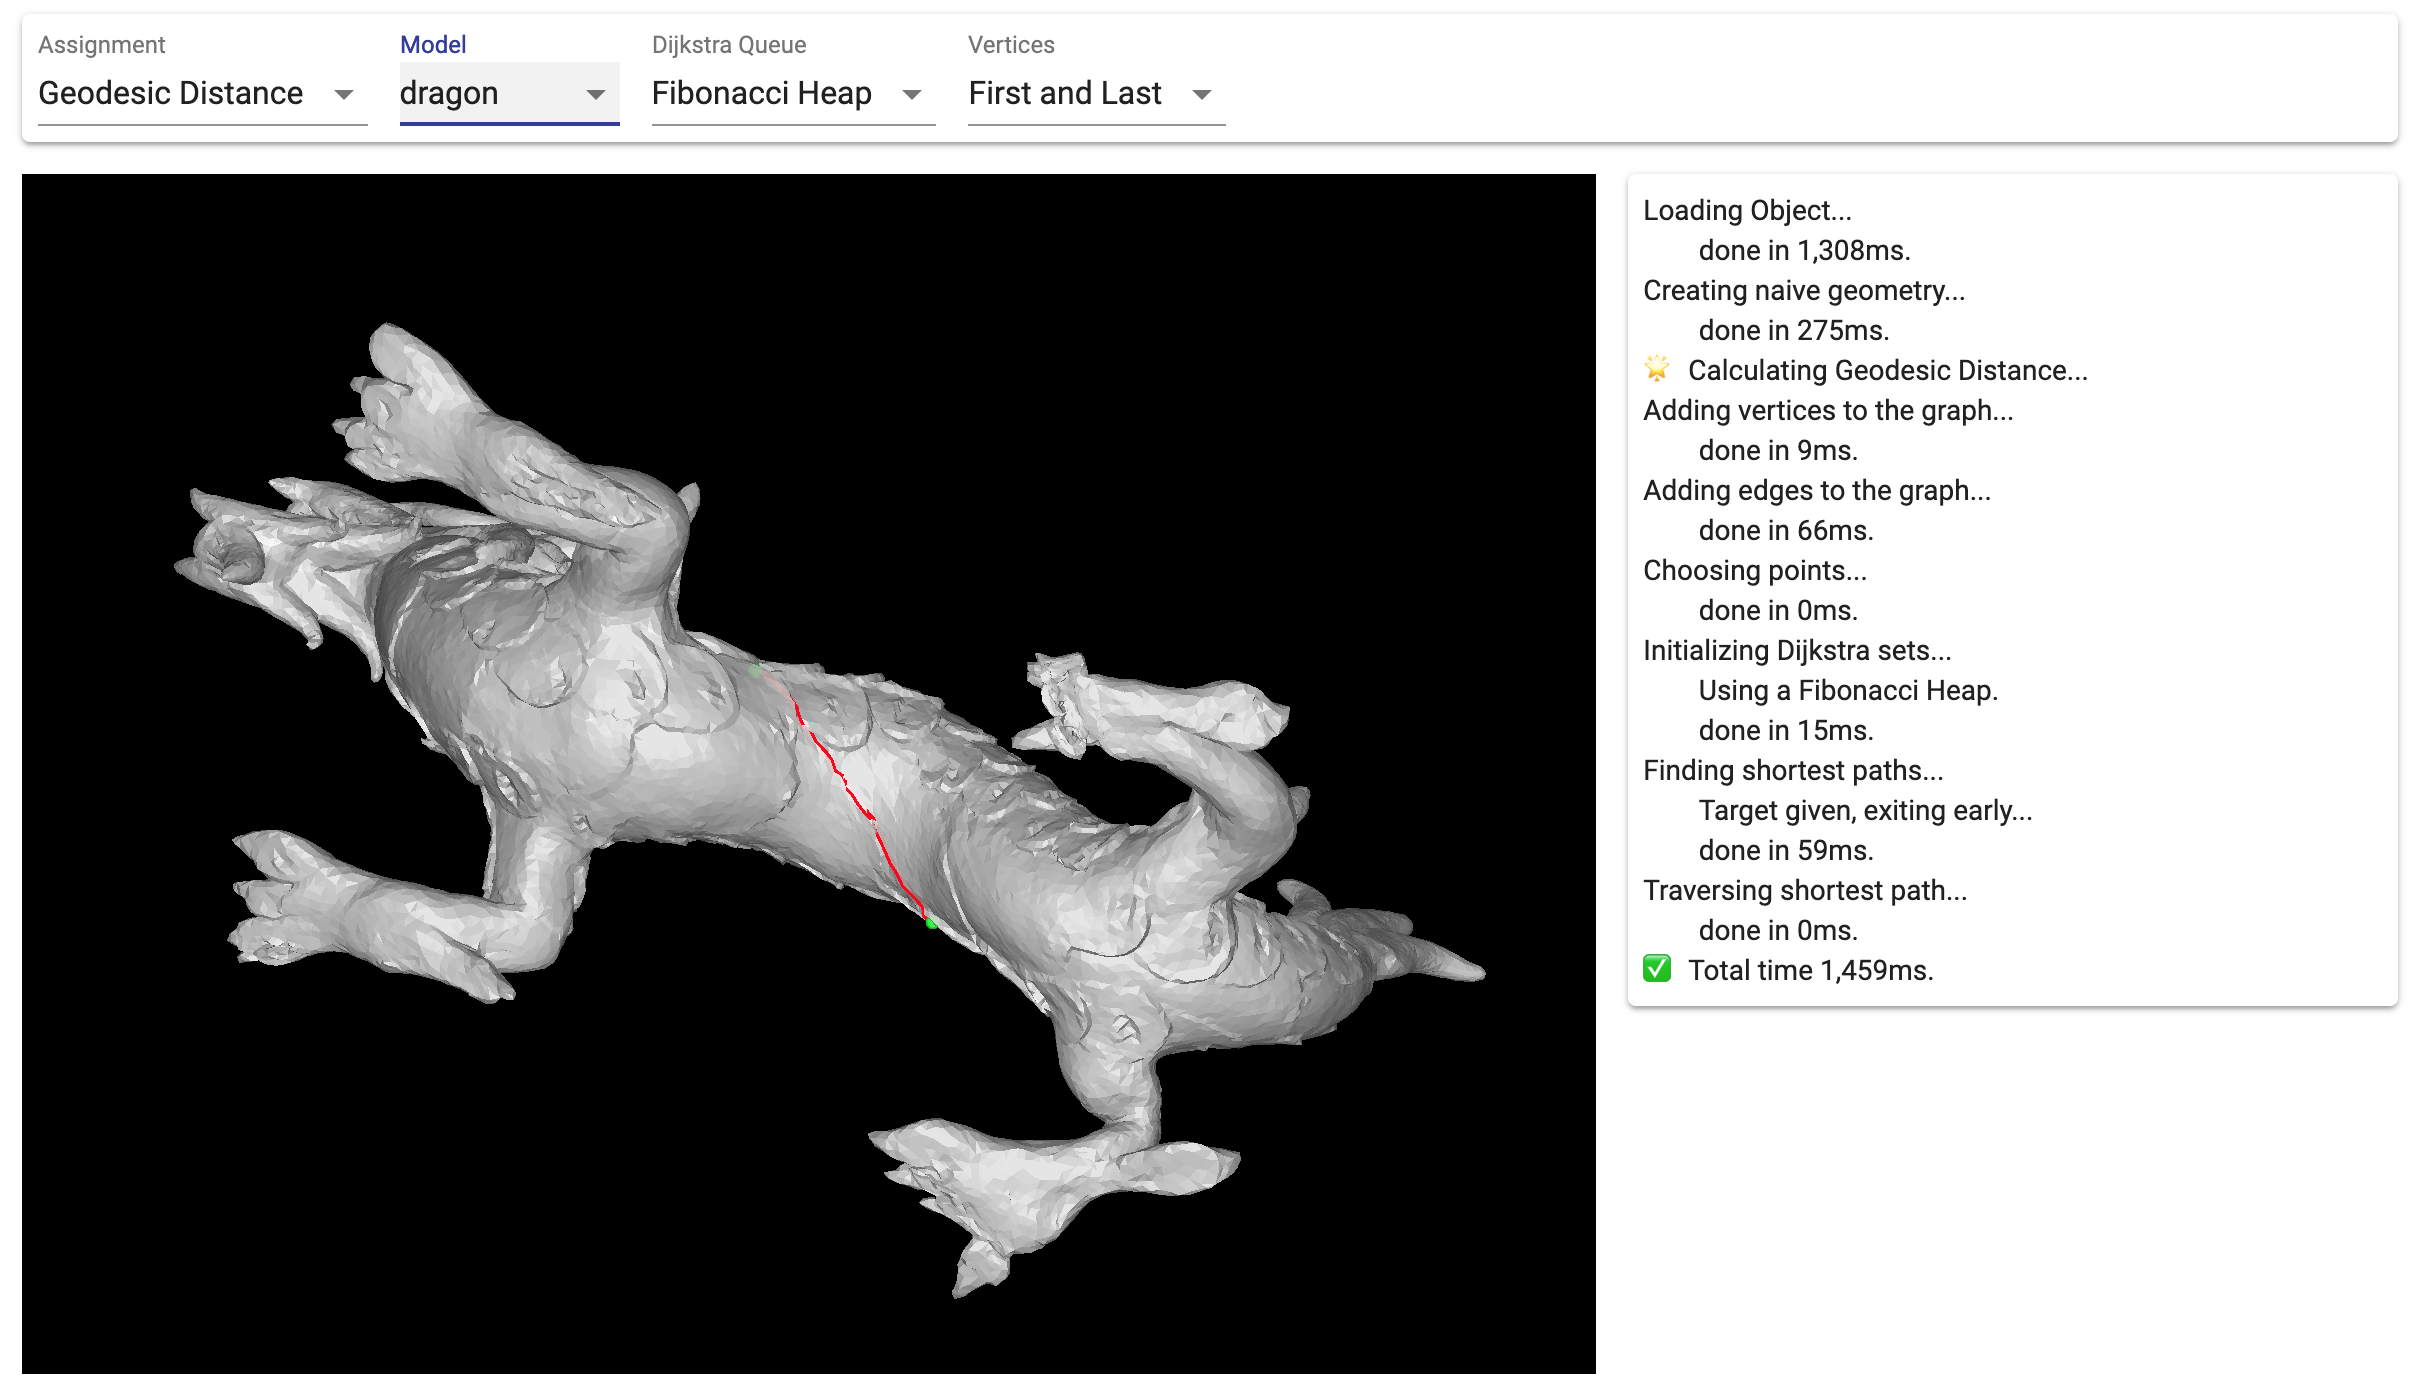 Assignment
Model
Dijkstra Queue
Vertices
Geodesic Distance
dragon
Fibonacci Heap
First and Last
Loading Object...
done in 1,308ms.
Creating naive geometry...
done in 275ms.
🌟 Calculating Geodesic Distance...
Adding vertices to the graph...
done in 9ms.
Adding edges to the graph...
done in 66ms.
Choosing points...
done in 0ms.
Initializing Dijkstra sets...
Using a Fibonacci Heap.
done in 15ms.
Finding shortest paths...
Target given, exiting early...
done in 59ms.
Traversing shortest path...
done in 0ms.
✅ Total time 1,459ms.